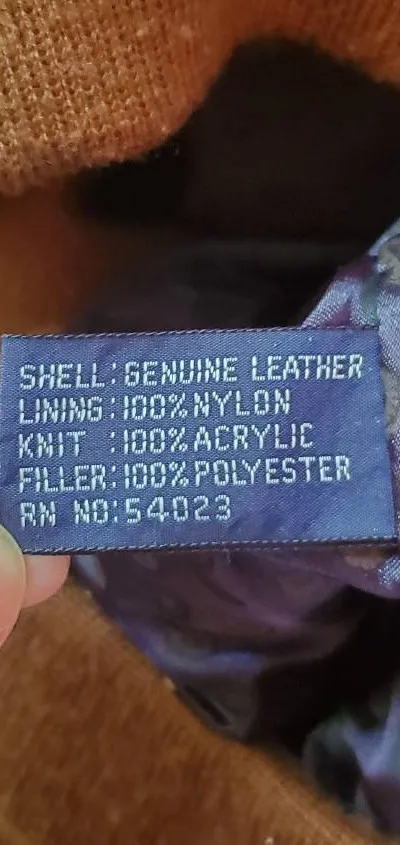 SHELL:GENUINE LEATHER
LINING:100%NYLON
KNIT :100%ACRYLIC
FILLER:100%POLYESTER
RN NO:54023